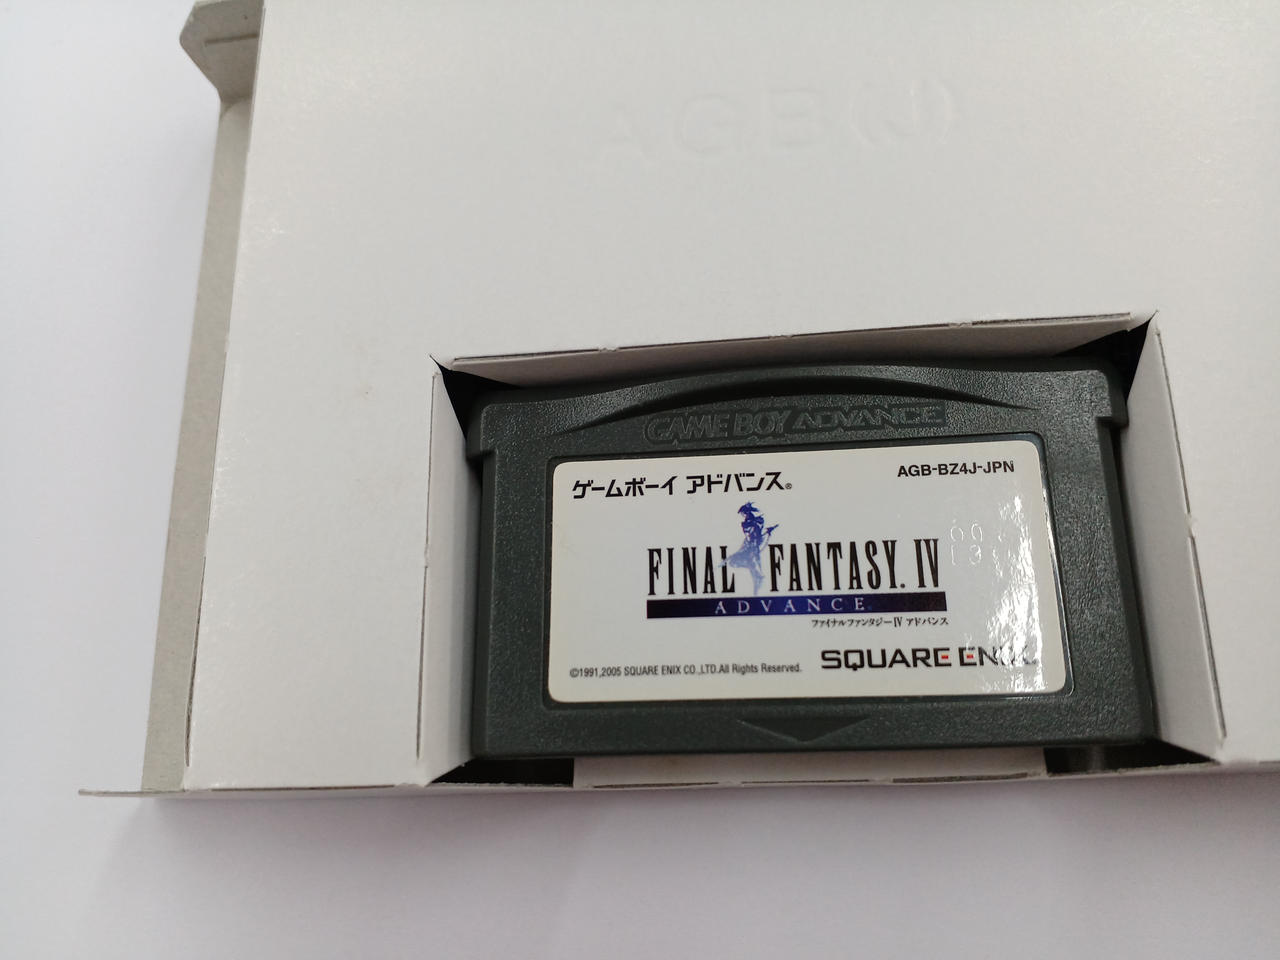 AGB(J)
GAME BOY ADVANCE
ゲームボーイ アドバンス®
AGB-BZ4J-JPN
00
FINAL FANTASY. IV
ADVANCE
ファイナルファンタジーIV アドバンス
SQUARE ENIX
©1991,2005 SQUARE ENIX CO.,LTD.All Rights Reserved.